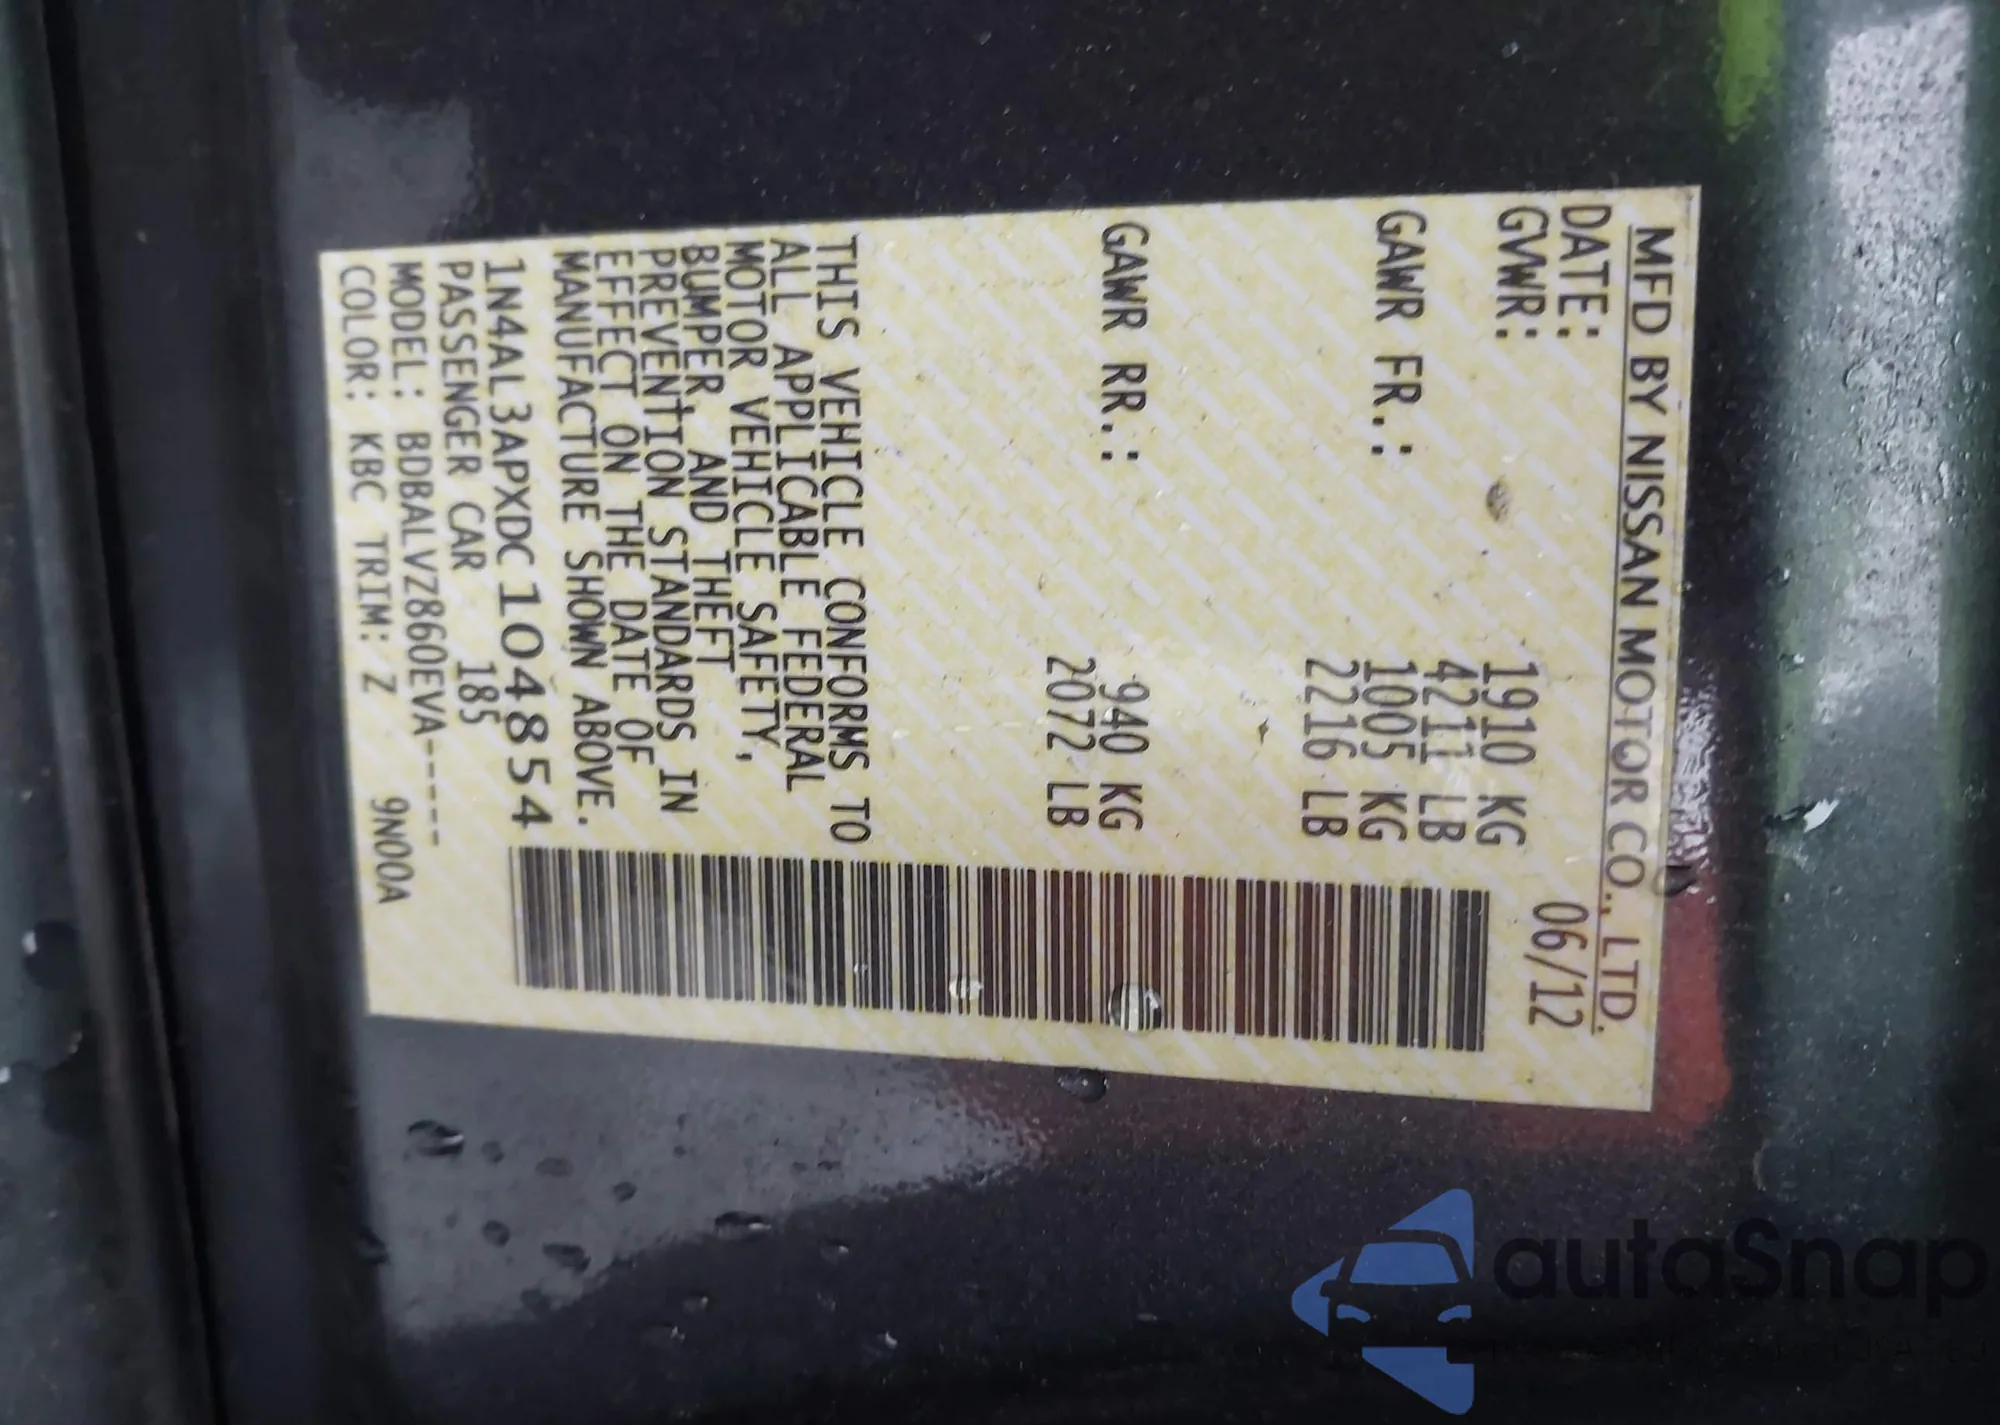 MFD BY NISSAN MOTOR CO., LTD.
DATE: 06/12
GVWR: 1910 KG
4211 LB
GAWR FR.: 1005 KG
2216 LB
GAWR RR.: 940 KG
2072 LB
THIS VEHICLE CONFORMS TO
ALL APPLICABLE FEDERAL
MOTOR VEHICLE SAFETY,
BUMPER, AND THEFT
PREVENTION STANDARDS IN
EFFECT ON THE DATE OF
MANUFACTURE SHOWN ABOVE.
1N4AL3APXDC104854
PASSENGER CAR 185
MODEL: BDBALVZ860EVA-----
COLOR: KBC TRIM: Z 9N00A
autaSnap